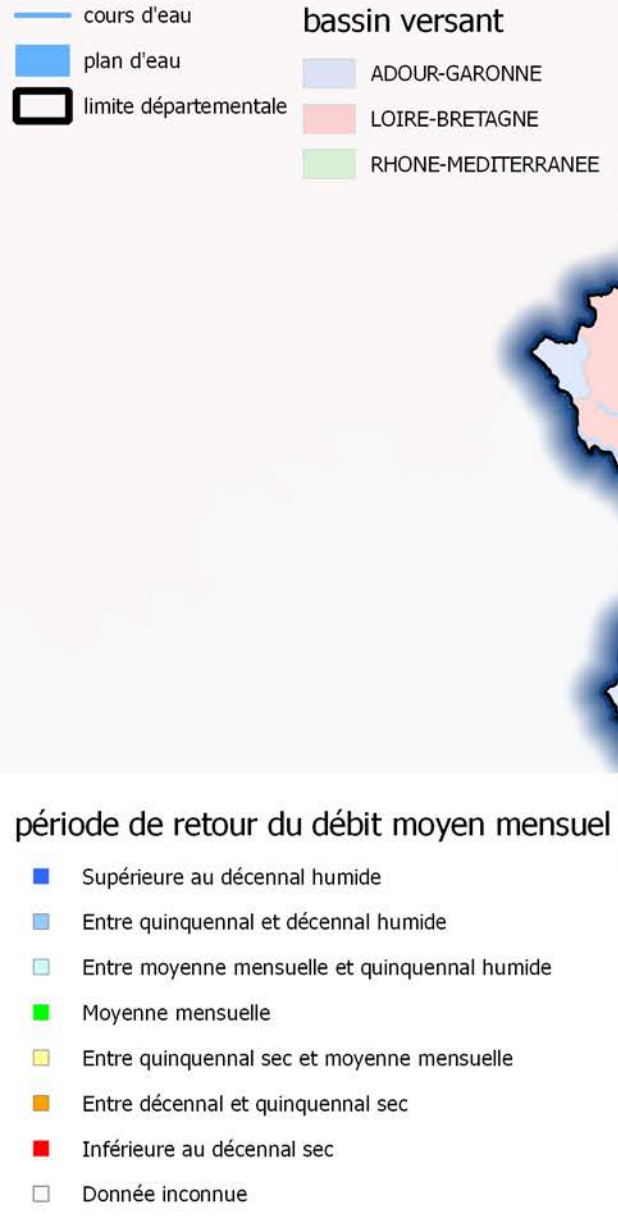 cours d'eau
plan d'eau
limite départementale
bassin versant
ADOUR-GARONNE
LOIRE-BRETAGNE
RHONE-MEDITERRANEE
période de retour du débit moyen mensuel
Supérieure au décennal humide
Entre quinquennal et décennal humide
Entre moyenne mensuelle et quinquennal humide
Moyenne mensuelle
Entre quinquennal sec et moyenne mensuelle
Entre décennal et quinquennal sec
Inférieure au décennal sec
Donnée inconnue